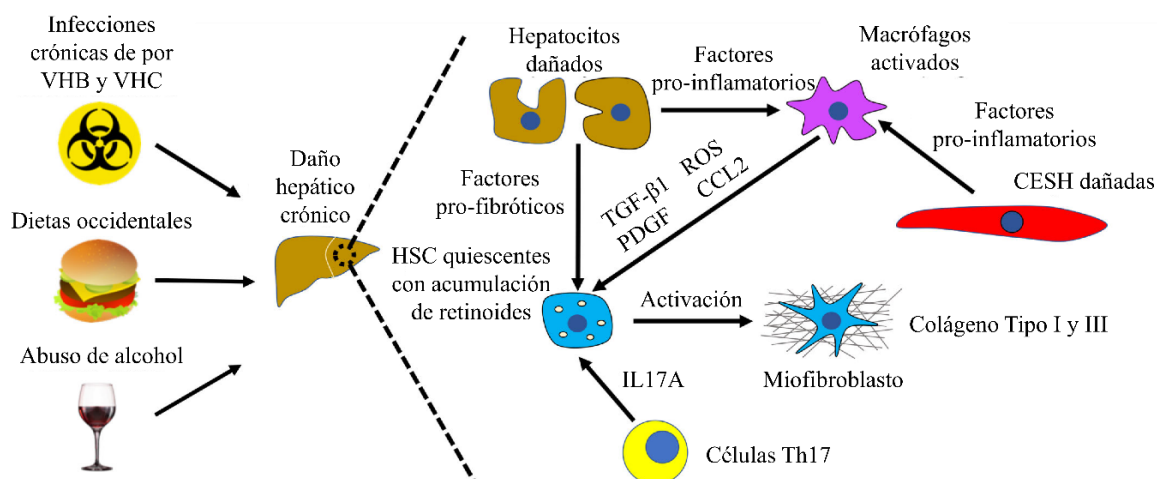 Infecciones
crónicas de por
VHB y VHC
Dietas occidentales
Abuso de alcohol
Daño
hepático
crónico
Hepatocitos
dañados
Factores
pro-inflamatorios
Macrófagos
activados
Factores
pro-inflamatorios
CESH dañadas
Factores
pro-fibróticos
TGF-β1 ROS
PDGF CCL2
HSC quiescentes
con acumulación
de retinoides
Activación
Colágeno Tipo I y III
Miofibroblasto
IL17A
Células Th17